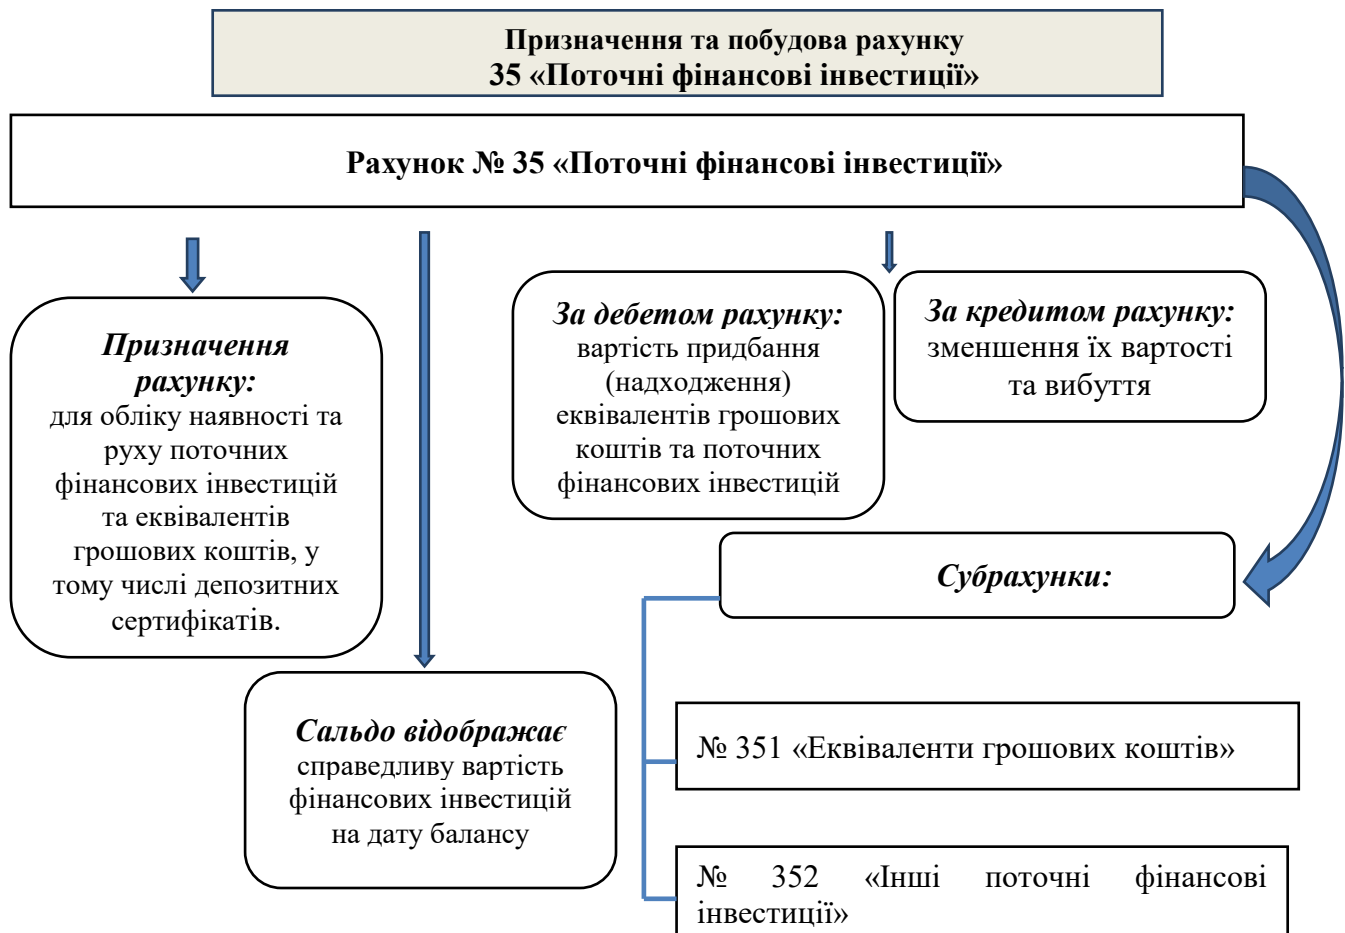 Призначення та побудова рахунку
35 «Поточні фінансові інвестиції»
Рахунок № 35 «Поточні фінансові інвестиції»
Призначення
рахунку:
для обліку наявності та
руху поточних
фінансових інвестицій
та еквівалентів
грошових коштів, у
тому числі депозитних
сертифікатів.
Сальдо відображає
справедливу вартість
фінансових інвестицій
на дату балансу
За дебетом рахунку:
вартість придбання
(надходження)
еквівалентів грошових
коштів та поточних
фінансових інвестицій
За кредитом рахунку:
зменшення їх вартості
та вибуття
Субрахунки:
№ 351 «Еквіваленти грошових коштів»
№ 352 «Інші поточні фінансові
інвестиції»